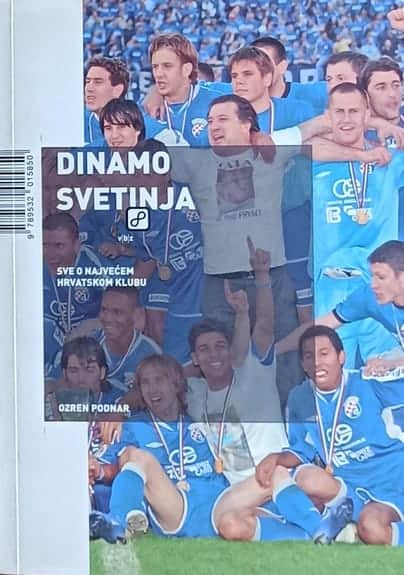 DINAMO
SVETINJA
v|b|z
SVE O NAJVEĆEM
HRVATSKOM KLUBU
OZREN PODNAR
9 789532 015850